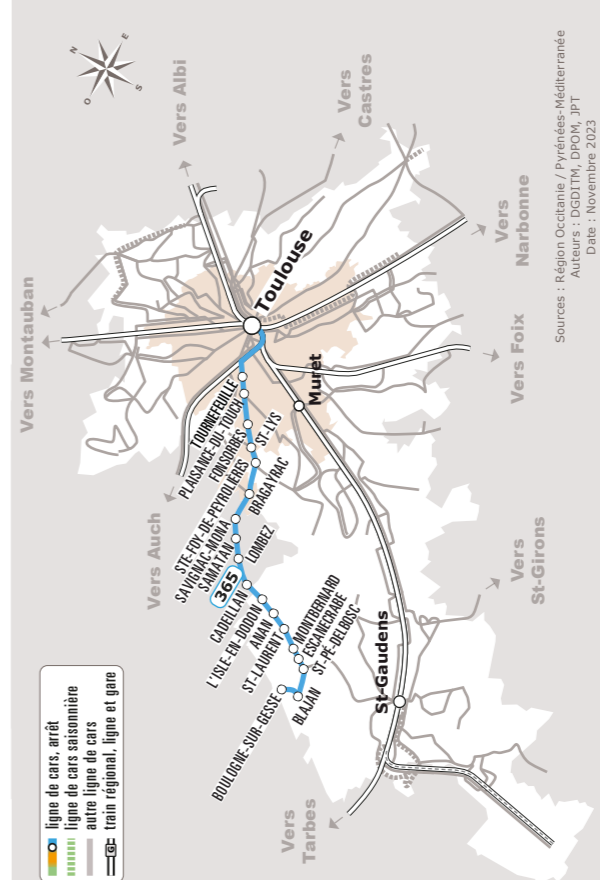 ligne de cars, arrêt
ligne de cars saisonnière
autre ligne de cars
G train régional, ligne et gare
N
E
S
O
Vers Montauban
Vers Albi
Vers
Castres
Vers
Narbonne
Vers Foix
Vers
St-Girons
Vers
Tarbes
Vers Auch
Toulouse
Muret
St-Gaudens
TOURNEFEUILLE
PLAISANCE-DU-TOUCH
FONSORBES
ST-LYS
STE-FOY-DE-PEYROLIÈRES
BRAGAYRAC
SAVIGNAC-MONA
SAMATAN
LOMBEZ
365
CADEILLAN
L'ISLE-EN-DODON
ANAN
ST-LAURENT
MONTBERNARD
ESCANECRABE
ST-PÉ-DELBOSC
BLAJAN
BOULOGNE-SUR-GESSE
Sources : Région Occitanie / Pyrénées-Méditerranée
Auteurs : DGDITM, DPOM, JPT
Date : Novembre 2023